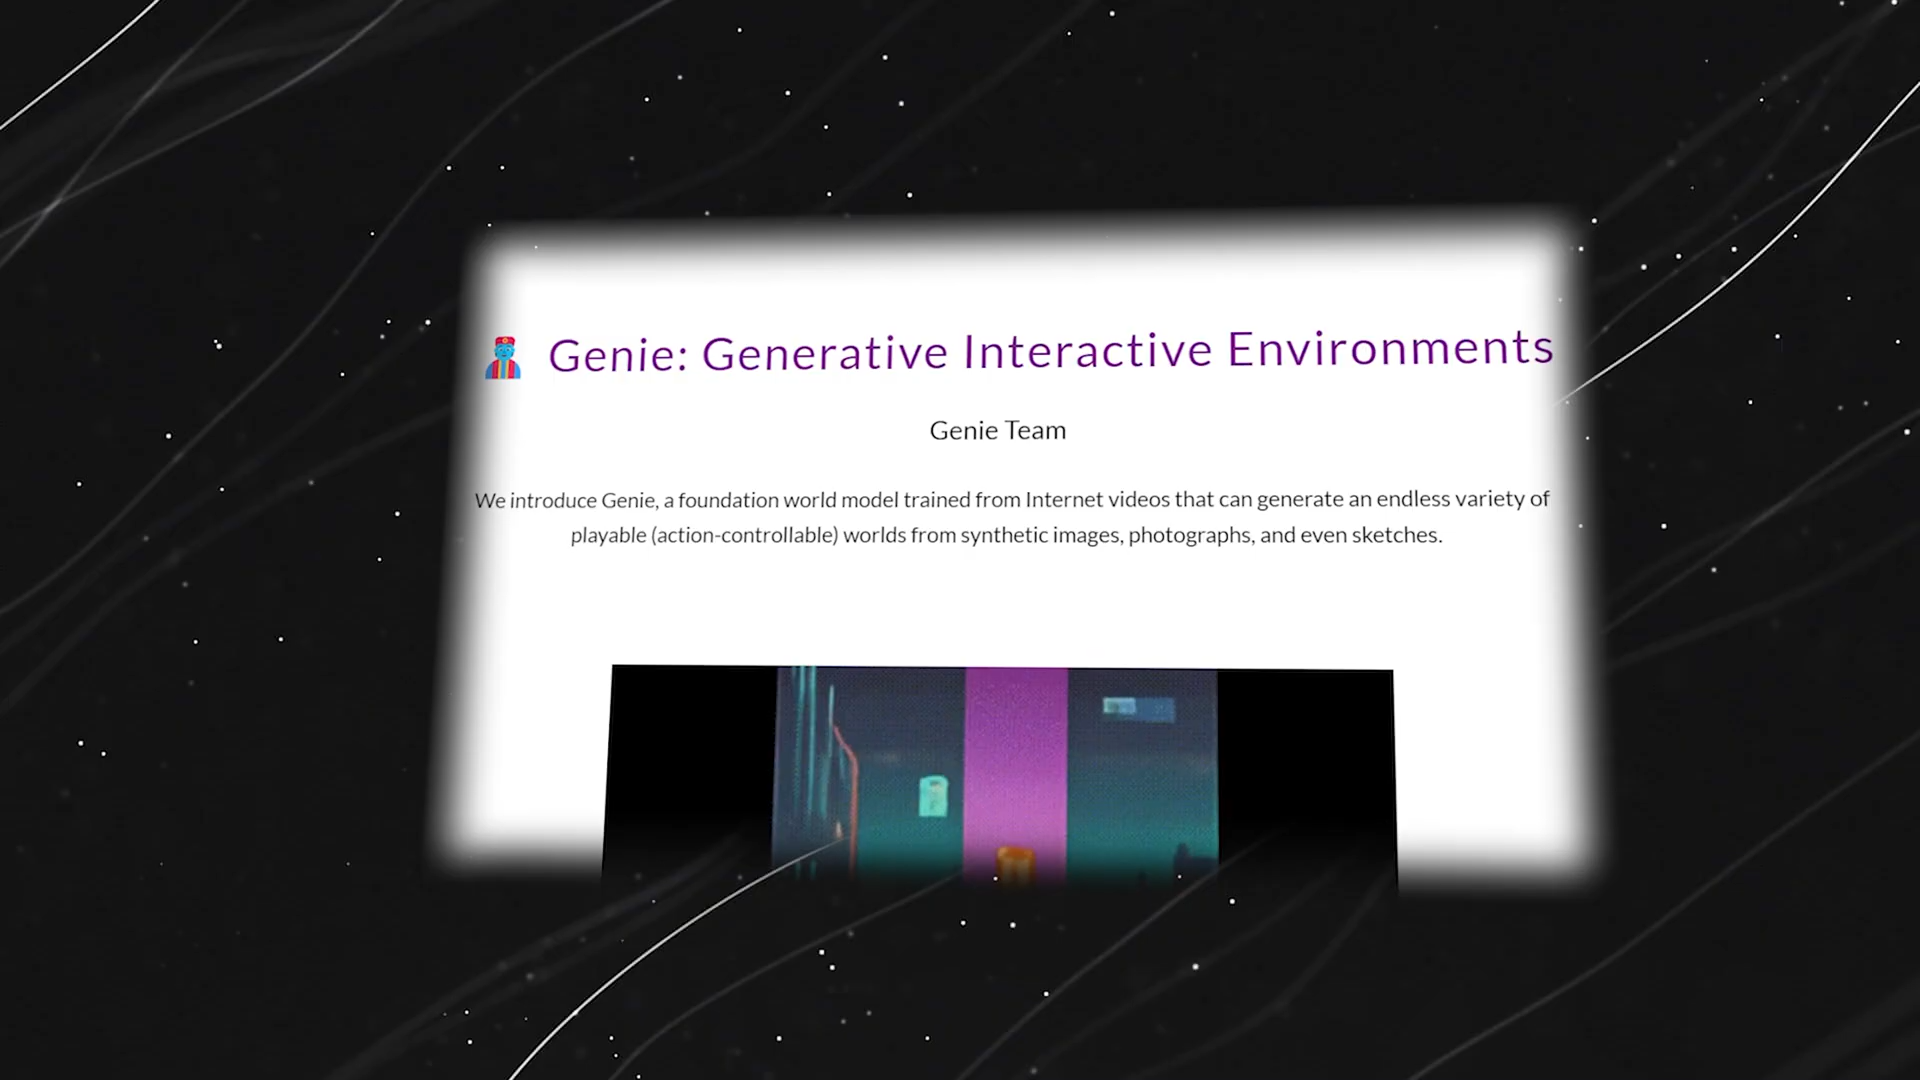 Genie: Generative Interactive Environments
Genie Team
We introduce Genie, a foundation world model trained from Internet videos that can generate an endless variety of
playable (action-controllable) worlds from synthetic images, photographs, and even sketches.